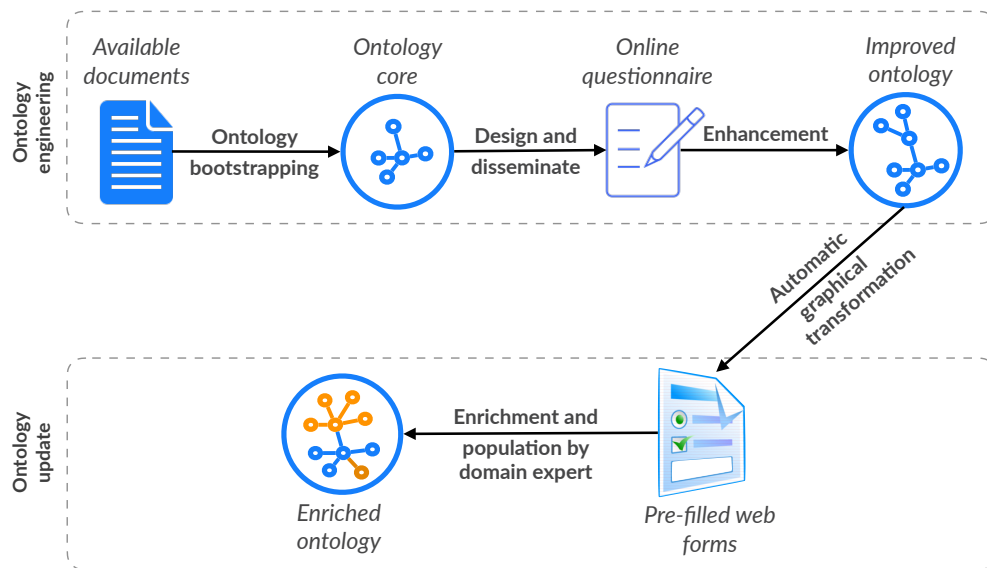 Ontology
engineering
Available
documents
Ontology
bootstrapping
Ontology
core
Design and
disseminate
Online
questionnaire
Enhancement
Improved
ontology
Automatic
graphical
transformation
Ontology
update
Enriched
ontology
Enrichment and
population by
domain expert
Pre-filled web
forms